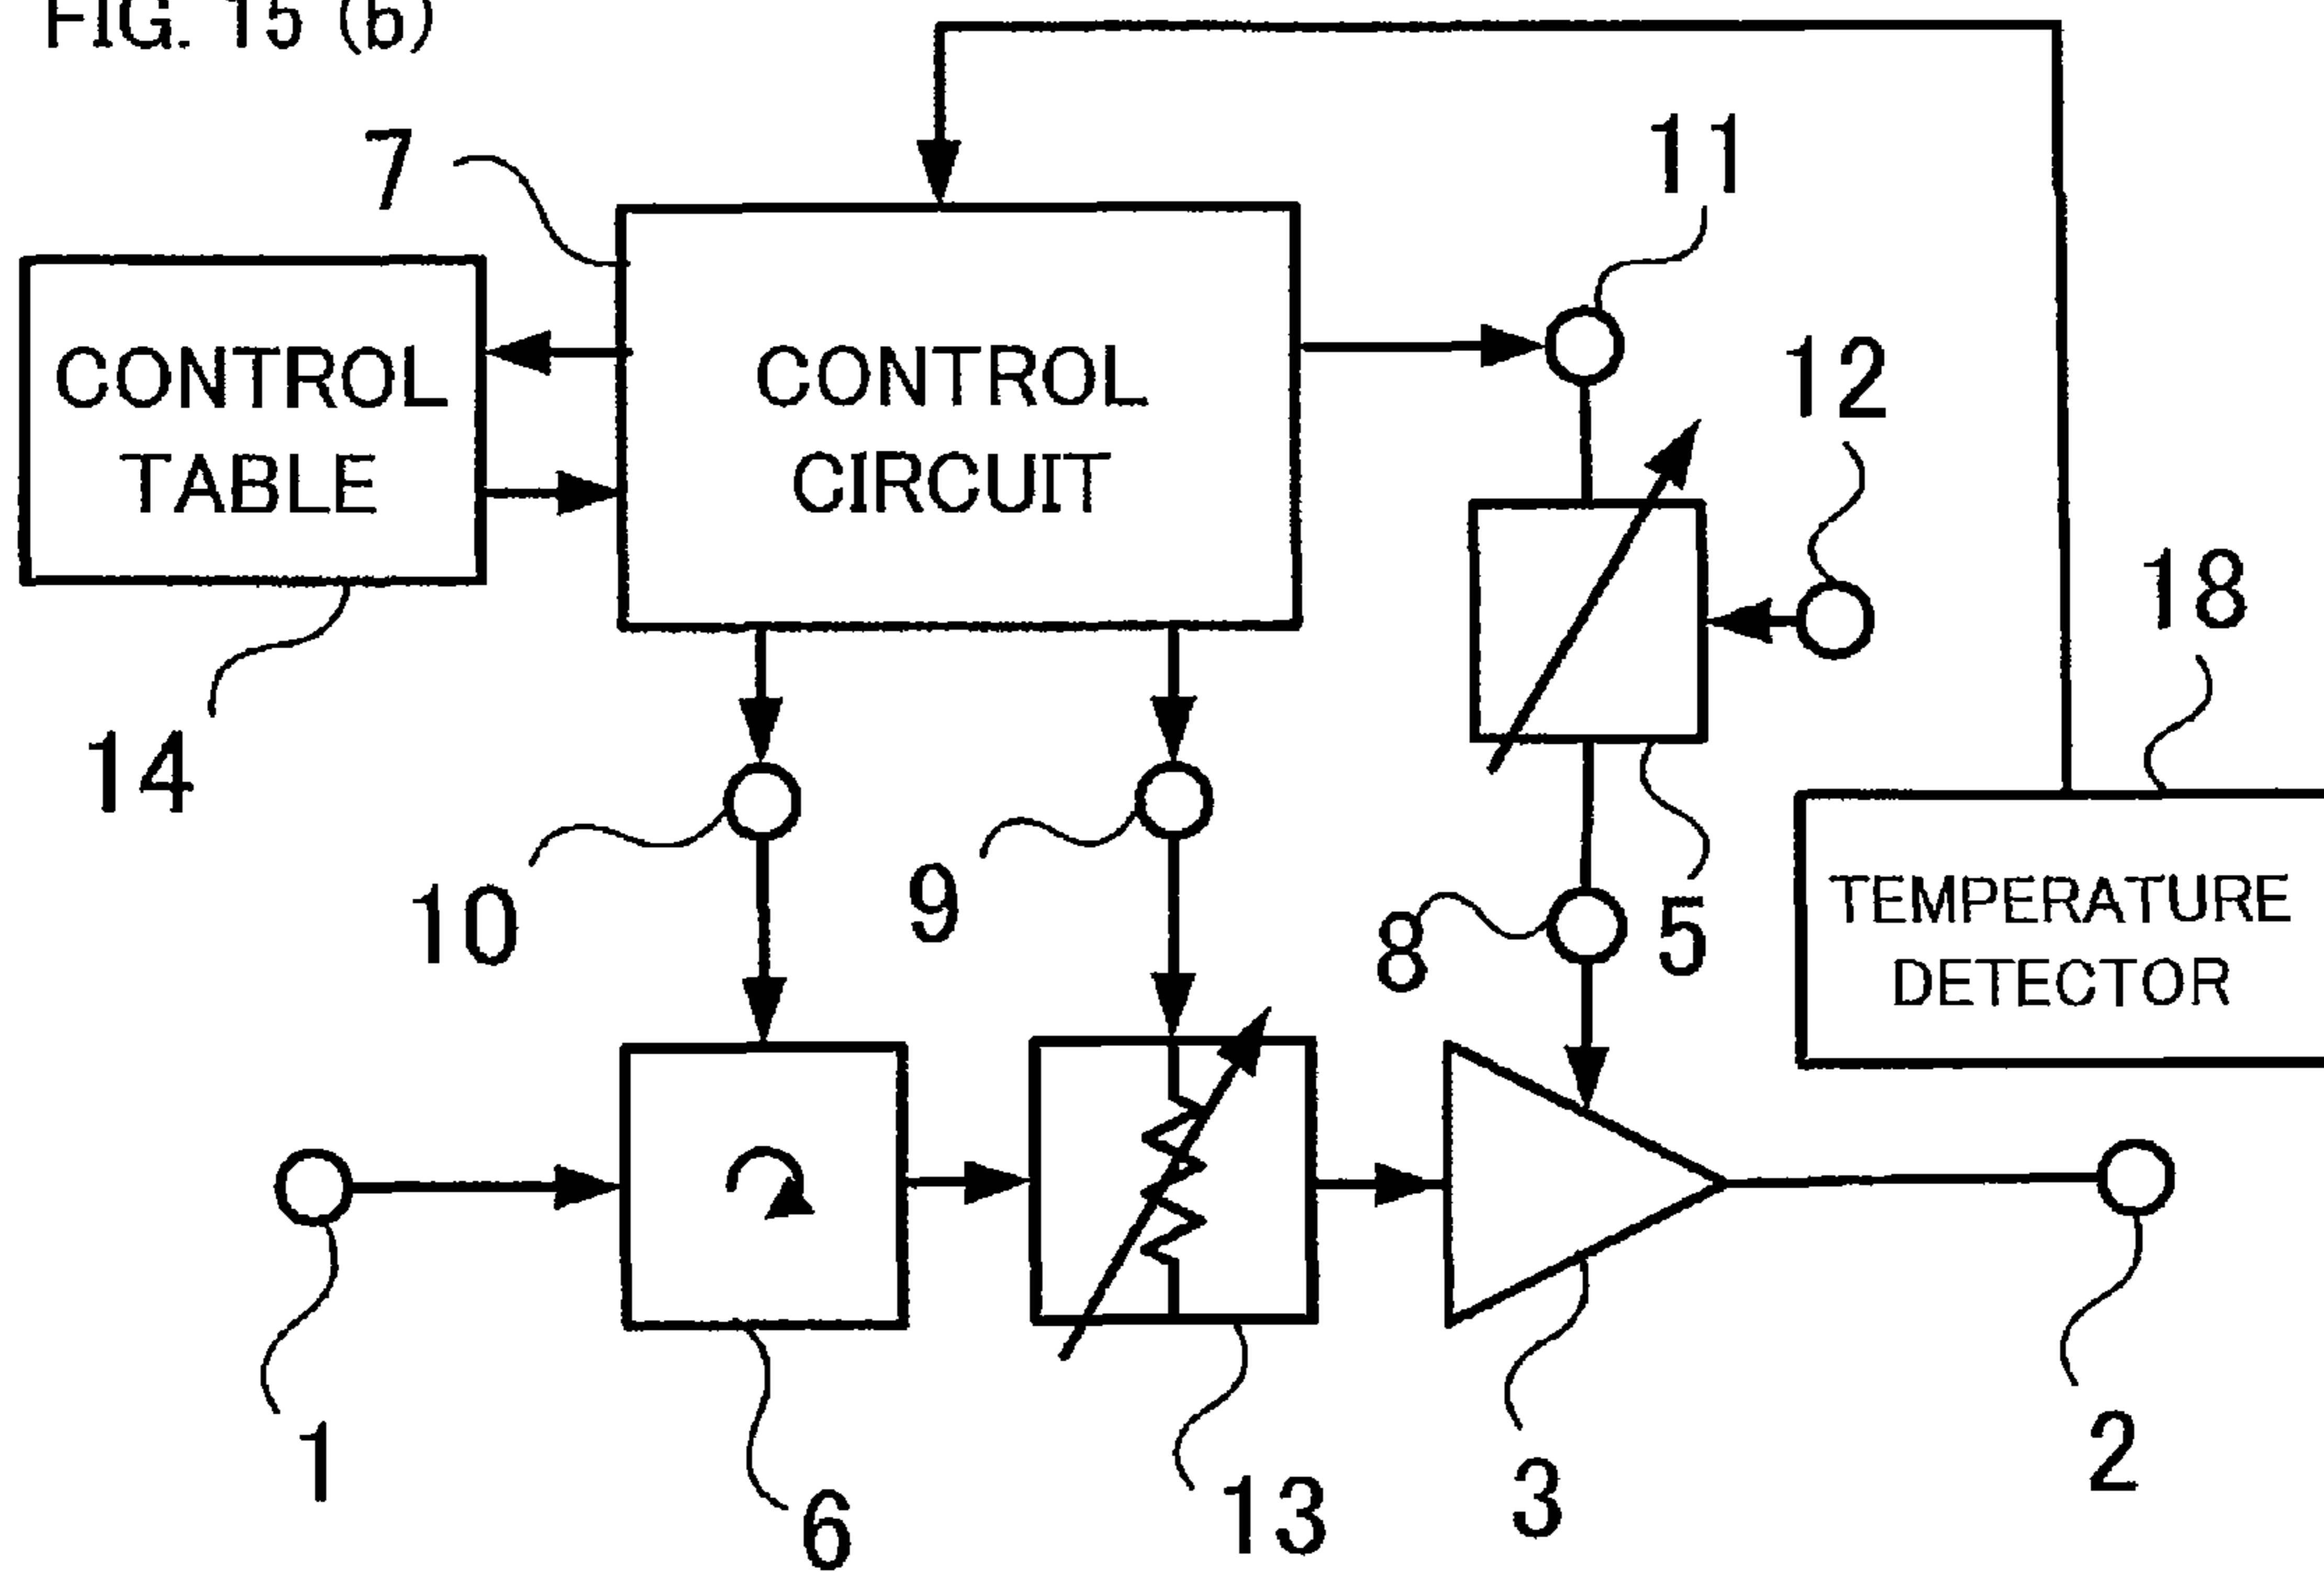 FIG. 15 (b)
7
11
CONTROL
TABLE
CONTROL
CIRCUIT
12
18
14
10
9
8
5
TEMPERATURE
DETECTOR
1
6
13
3
2